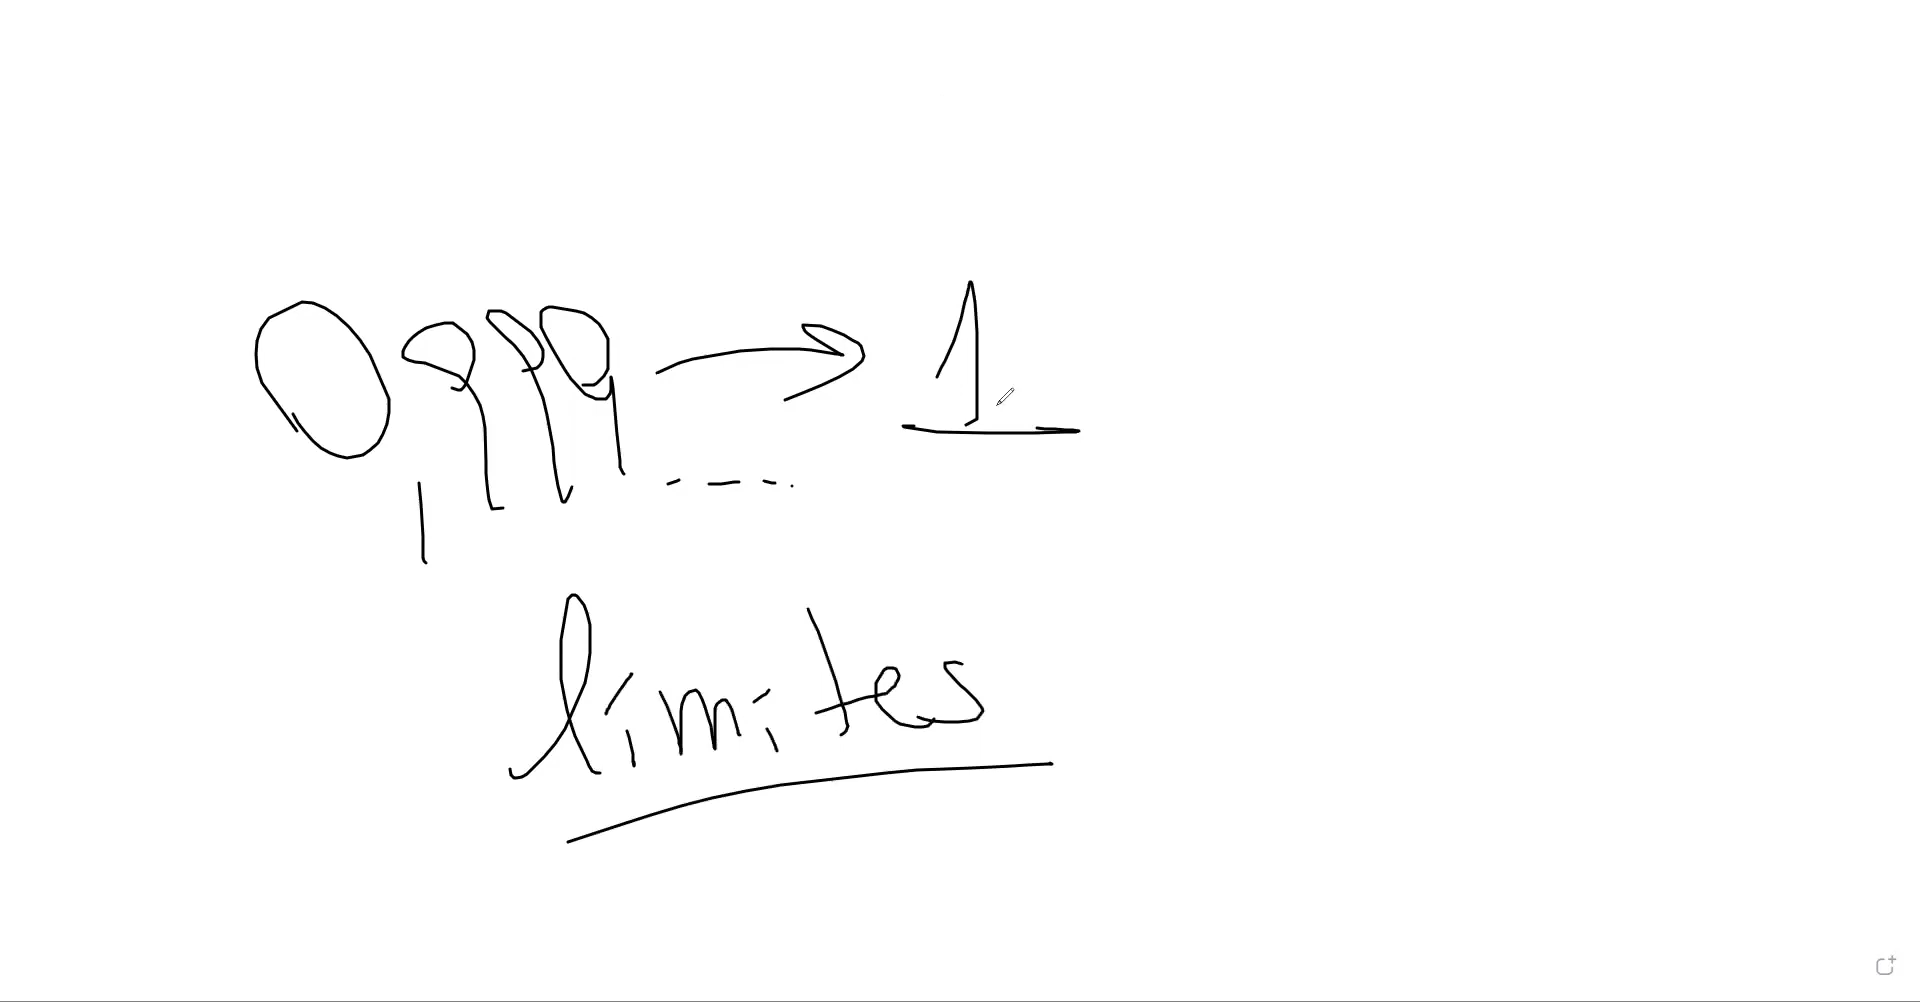 0,999 ---- → 1
limites